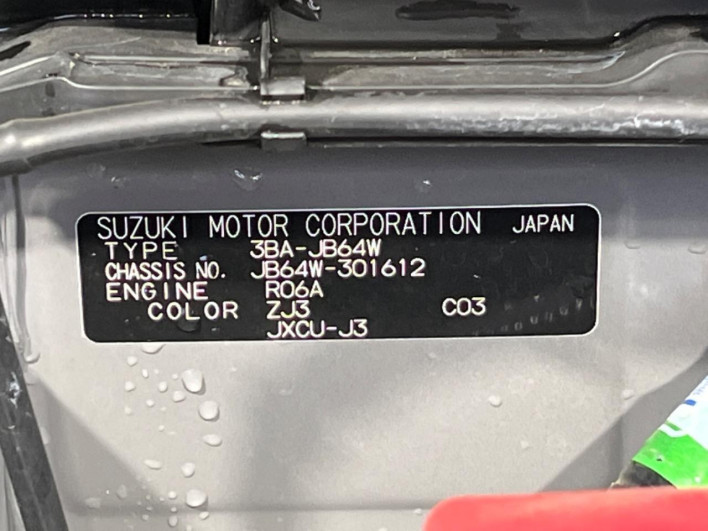 SUZUKI MOTOR CORPORATION JAPAN
TYPE 3BA-JB64W
CHASSIS NO. JB64W-301612
ENGINE R06A
COLOR ZJ3 C03
JXCU-J3